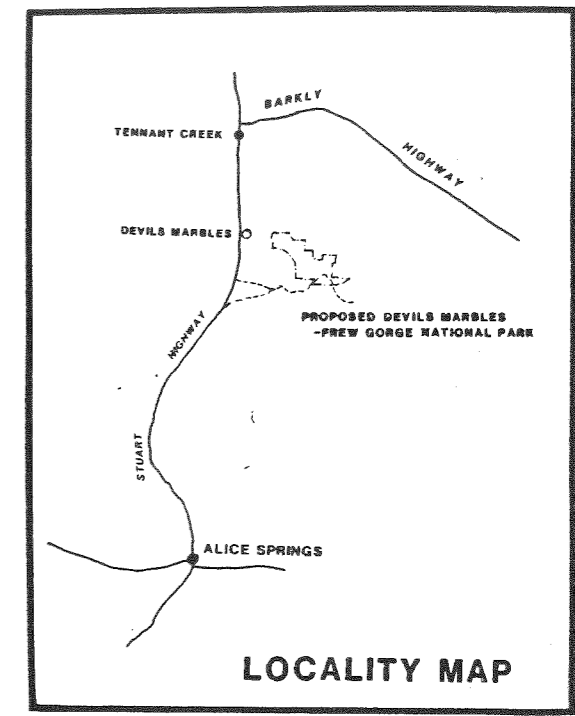 BARKLY
HIGHWAY
TENNANT CREEK
DEVILS MARBLES
PROPOSED DEVILS MARBLES
-FREW GORGE NATIONAL PARK
HIGHWAY
STUART
ALICE SPRINGS
LOCALITY MAP